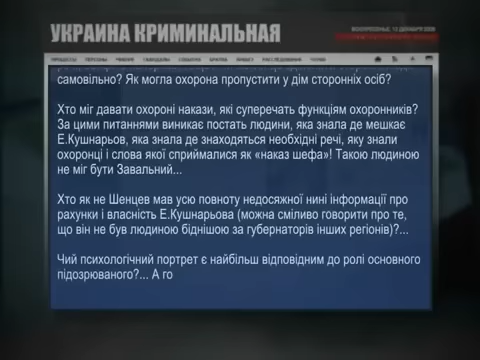 УКРАИНА КРИМИНАЛЬНАЯ
самовільно? Як могла охорона пропустити у дім сторонніх осіб?
Хто міг давати охороні накази, які суперечать функціям охоронників?
За цими питаннями виникає постать людини, яка знала де мешкає
Е.Кушнарьов, яка знала де знаходяться необхідні речі, яку знали
охоронці і слова якої сприймалися як «наказ шефа»! Такою людиною
не міг бути Завальний...
Хто як не Шенцев мав усю повноту недосяжної нині інформації про
рахунки і власність Е.Кушнарьова (можна сміливо говорити про те,
що він не був людиною біднішою за губернаторів інших регіонів)?...
Чий психологічний портрет є найбільш відповідним до ролі основного
підозрюваного?... А го